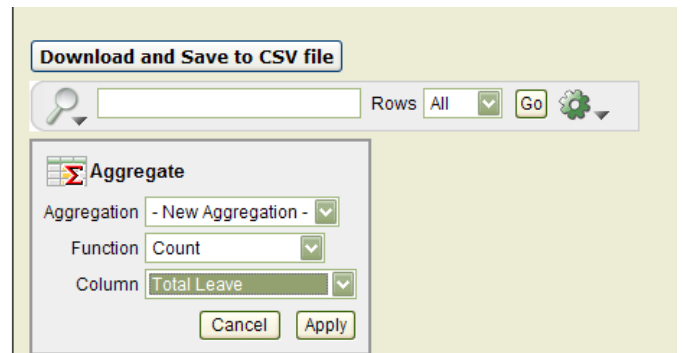 Download and Save to CSV file
Rows All Go
Aggregate
Aggregation - New Aggregation -
Function Count
Column Total Leave
Cancel Apply